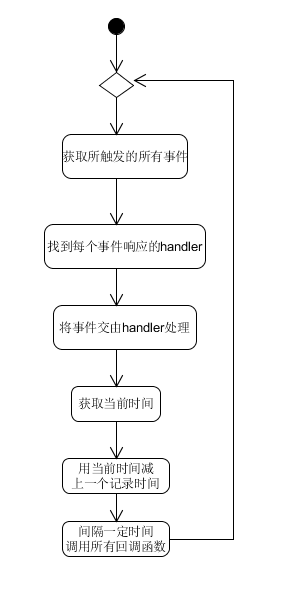 获取所触发的所有事件
找到每个事件响应的handler
将事件交由handler处理
获取当前时间
用当前时间减
上一个记录时间
间隔一定时间
调用所有回调函数